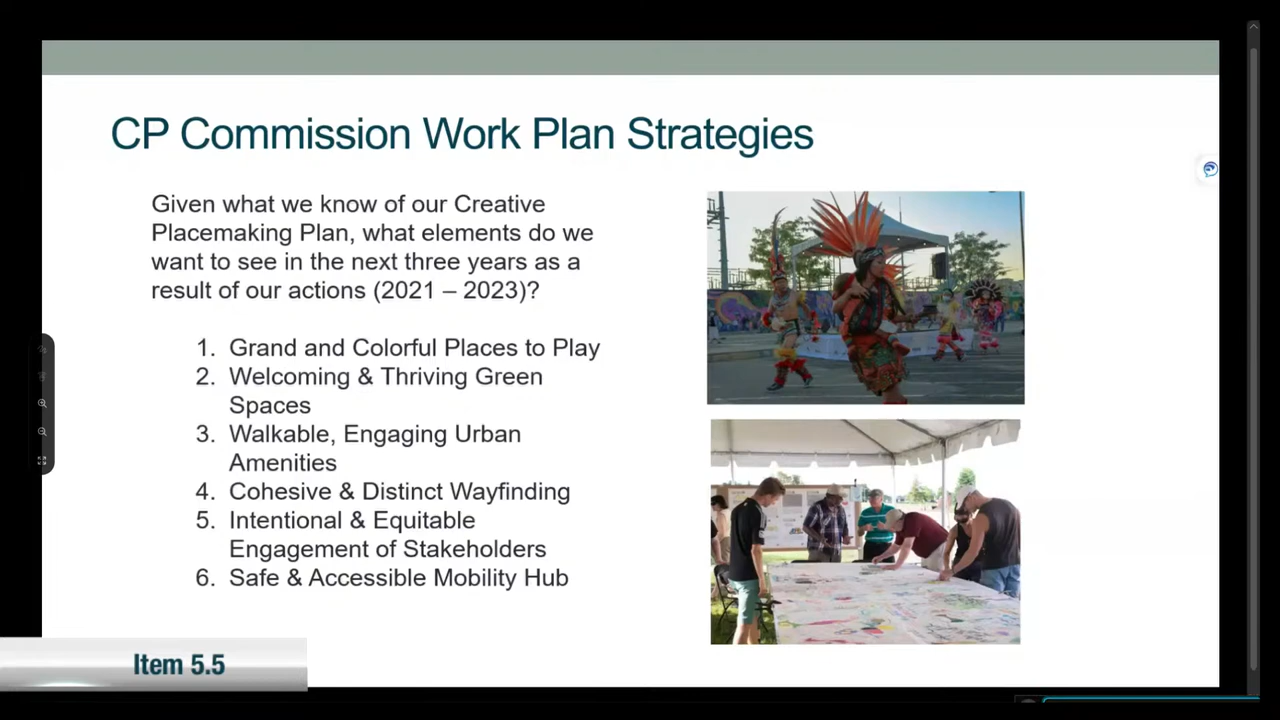 CP Commission Work Plan Strategies
Given what we know of our Creative
Placemaking Plan, what elements do we
want to see in the next three years as a
result of our actions (2021 – 2023)?
1. Grand and Colorful Places to Play
2. Welcoming & Thriving Green
Spaces
3. Walkable, Engaging Urban
Amenities
4. Cohesive & Distinct Wayfinding
5. Intentional & Equitable
Engagement of Stakeholders
6. Safe & Accessible Mobility Hub
Item 5.5